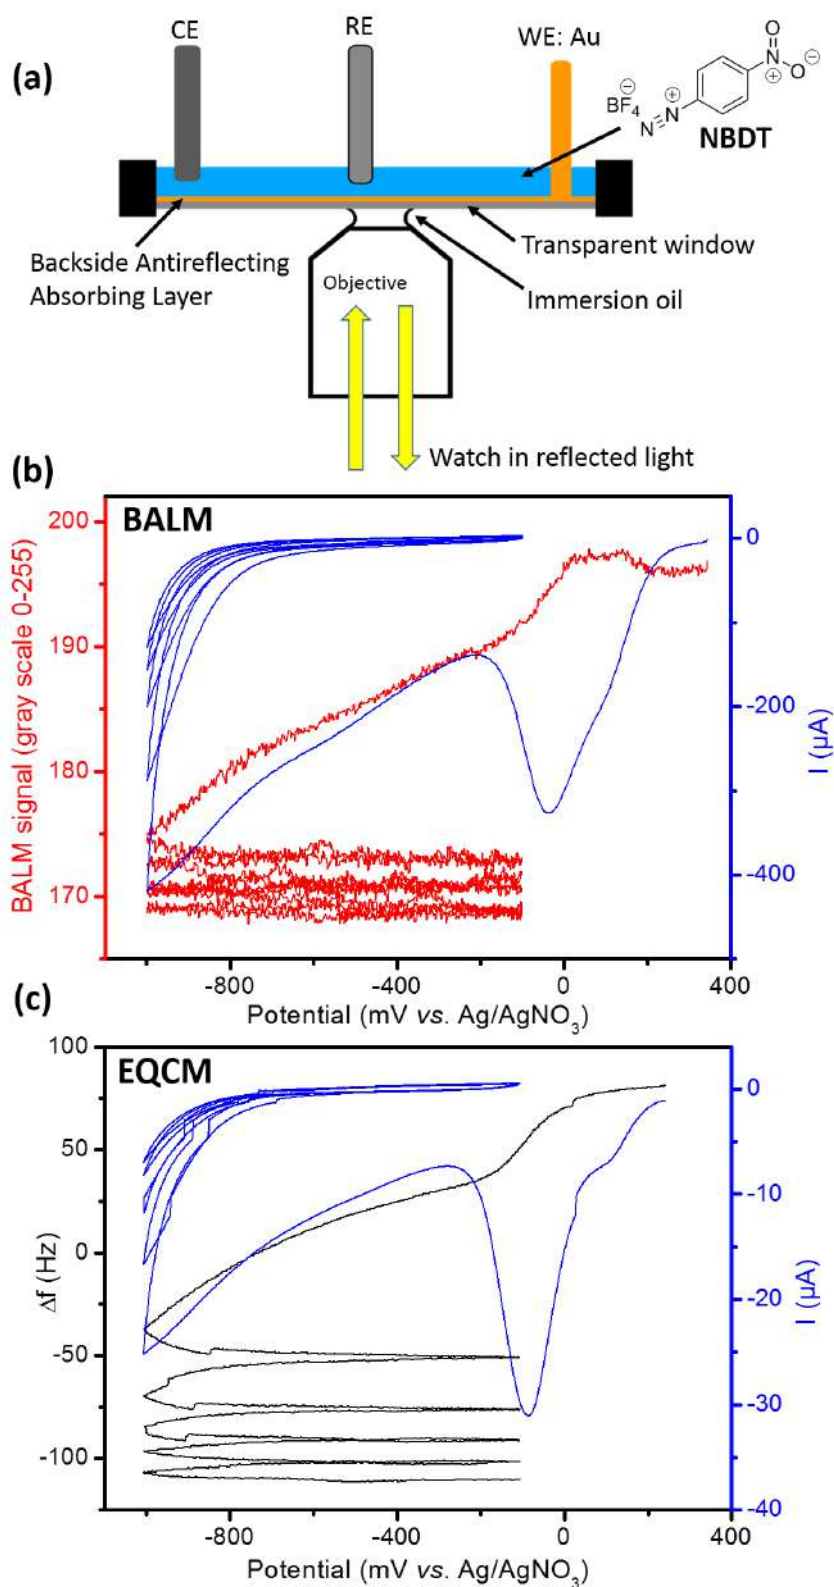 (a)
CE
RE
WE: Au
BF4
⊖
N≡N
⊕
N
⊕
O
O
⊖
NBDT
Backside Antireflecting
Absorbing Layer
Objective
Transparent window
Immersion oil
Watch in reflected light
(b)
BALM
BALM signal (gray scale 0-255)
200
190
180
170
0
-200
-400
I (µA)
-800
-400
0
400
Potential (mV vs. Ag/AgNO3)
(c)
EQCM
Δf (Hz)
100
50
0
-50
-100
0
-10
-20
-30
-40
I (µA)
-800
-400
0
400
Potential (mV vs. Ag/AgNO3)